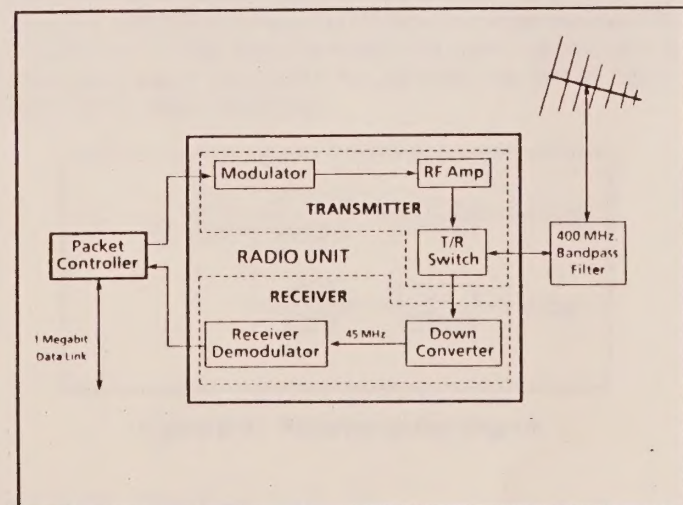 Modulator
RF Amp
TRANSMITTER
Packet
Controller
RADIO UNIT
T/R
Switch
400 MHz.
Bandpass
Filter
RECEIVER
1 Megabit
Data Link
Receiver
Demodulator
45 MHz
Down
Converter